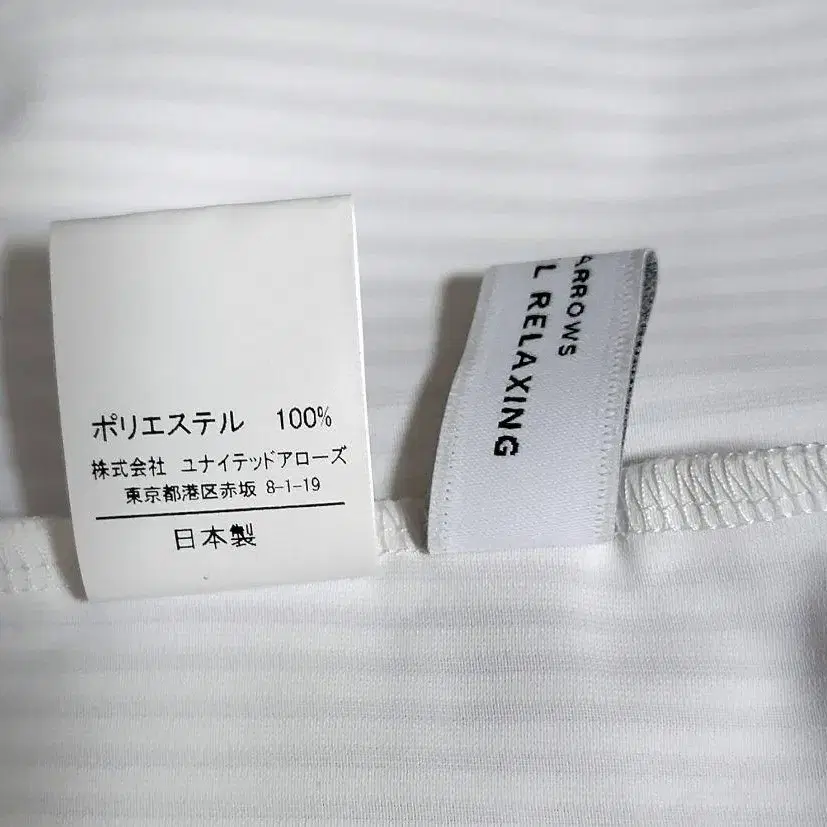 ポリエステル 100%
株式会社 ユナイテッドアローズ
東京都港区赤坂 8-1-19
日本製
ARROWS
L RELAXING